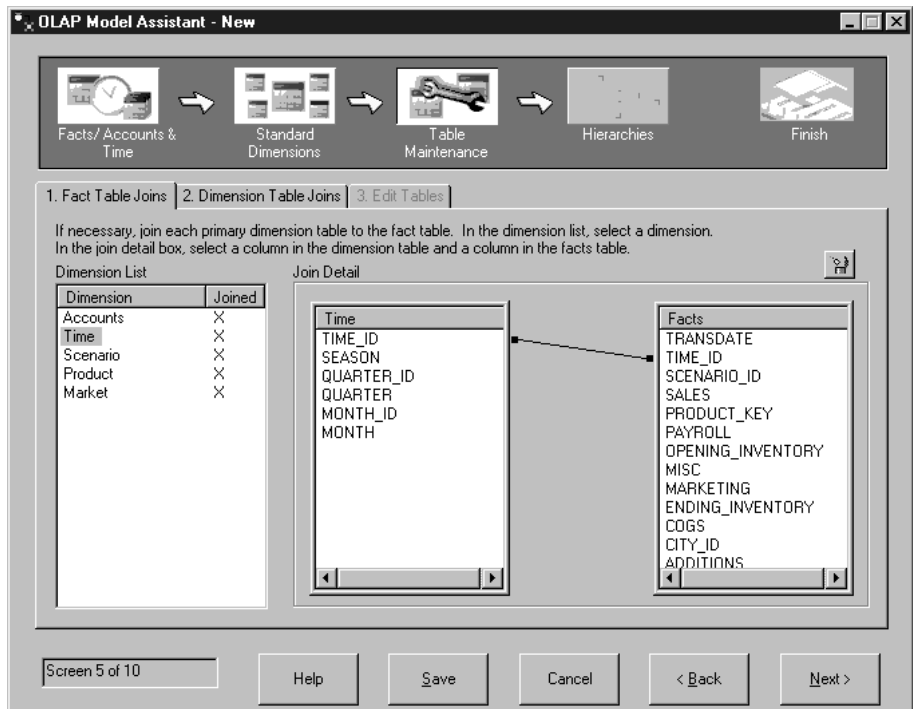 OLAP Model Assistant - New
Facts/ Accounts & Time
Standard Dimensions
Table Maintenance
Hierarchies
Finish
1. Fact Table Joins
2. Dimension Table Joins
3. Edit Tables
If necessary, join each primary dimension table to the fact table. In the dimension list, select a dimension.
In the join detail box, select a column in the dimension table and a column in the facts table.
Dimension List
Dimension Joined
Accounts X
Time X
Scenario X
Product X
Market X
Join Detail
Time
TIME_ID
SEASON
QUARTER_ID
QUARTER
MONTH_ID
MONTH
Facts
TRANSDATE
TIME_ID
SCENARIO_ID
SALES
PRODUCT_KEY
PAYROLL
OPENING_INVENTORY
MISC
MARKETING
ENDING_INVENTORY
COGS
CITY_ID
ADDITIONS
Screen 5 of 10
Help
Save
Cancel
< Back
Next >